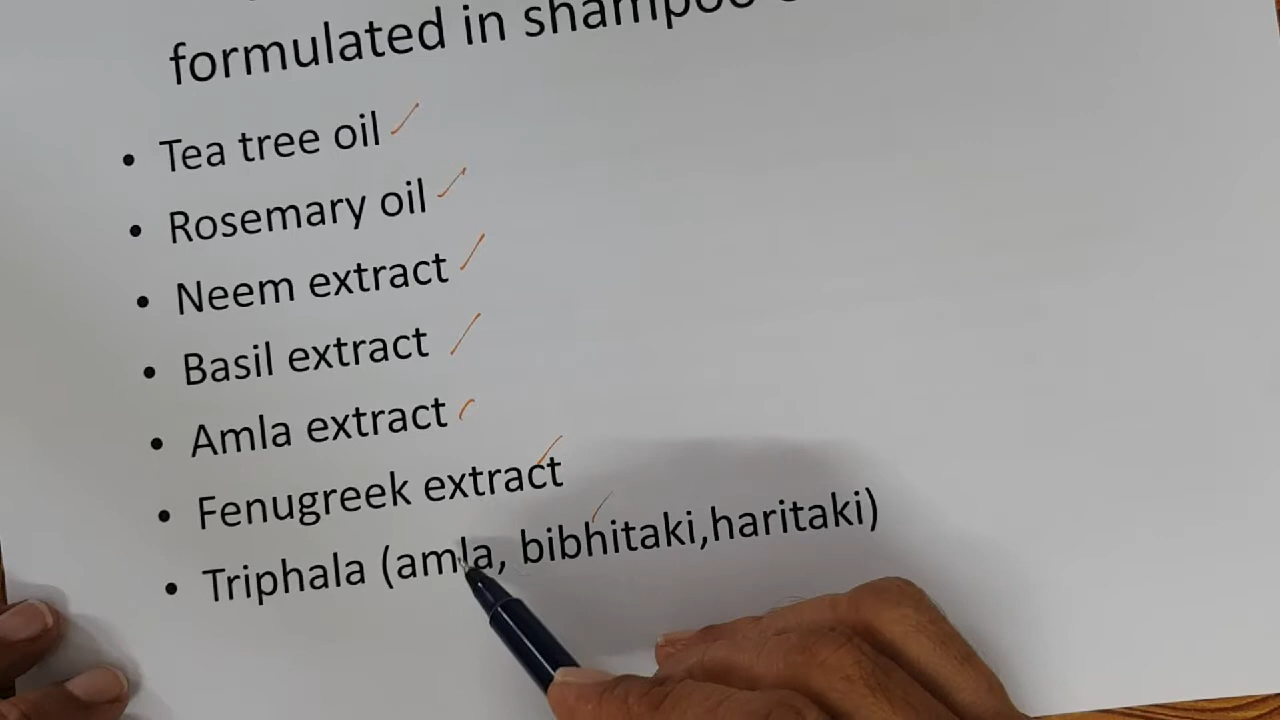 formulated in shampoo
• Tea tree oil
• Rosemary oil
• Neem extract
• Basil extract
• Amla extract
• Fenugreek extract
• Triphala (amla, bibhitaki,haritaki)